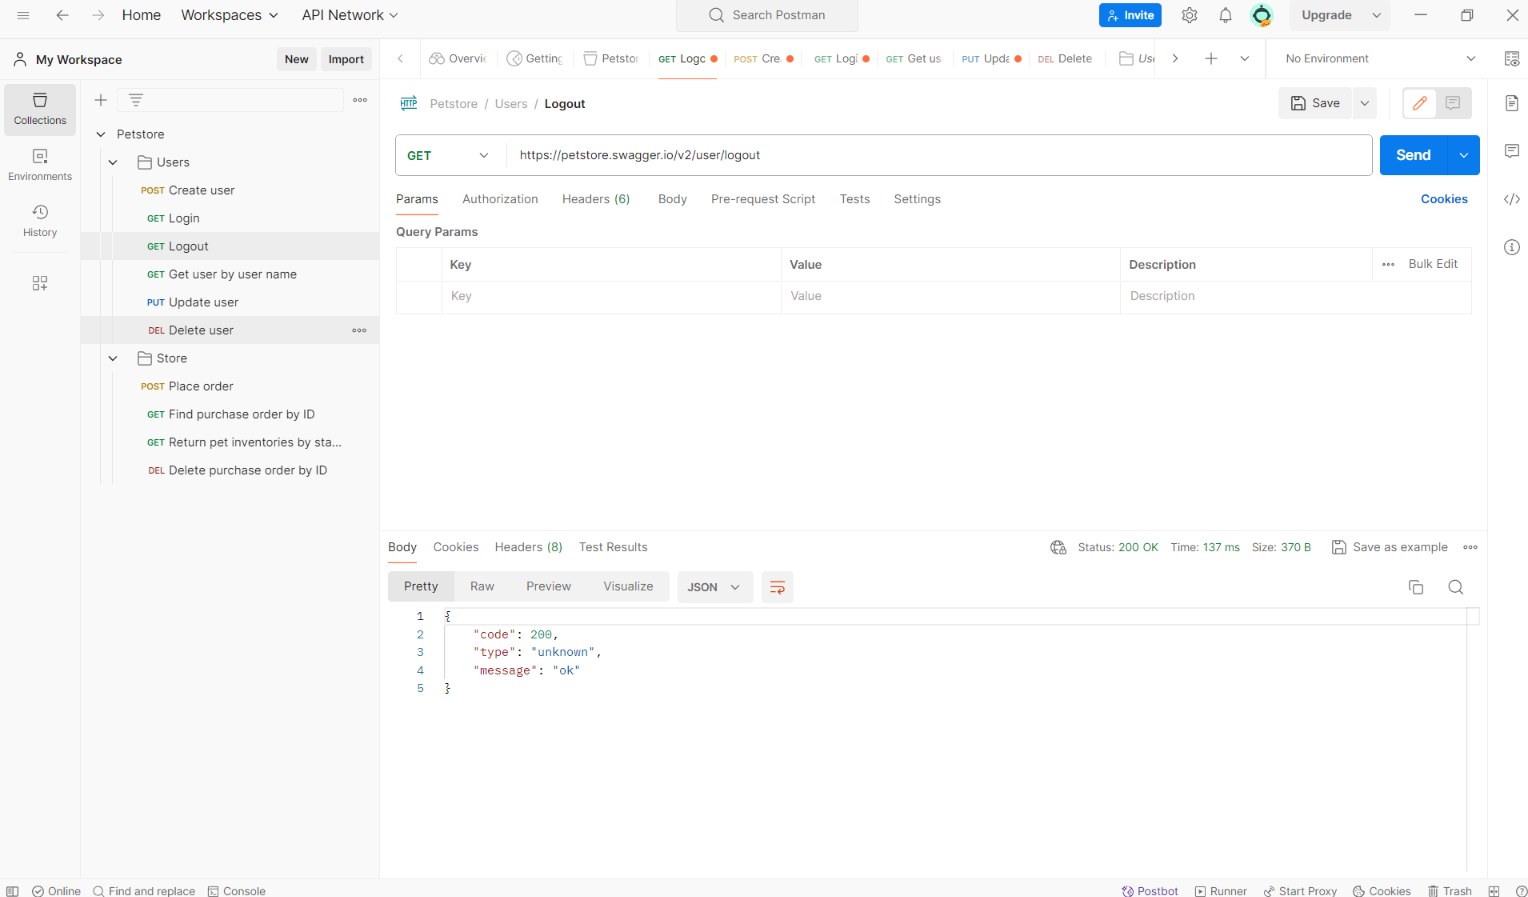 Home Workspaces API Network Search Postman Invite Upgrade
My Workspace New Import
Overvi Getting Petstor GET Logo POST Cre GET Logi GET Get us PUT Upda DEL Delete Use No Environment
Collections
Environments
History
Petstore
Users
POST Create user
GET Login
GET Logout
GET Get user by user name
PUT Update user
DEL Delete user
Store
POST Place order
GET Find purchase order by ID
GET Return pet inventories by sta...
DEL Delete purchase order by ID
HTTP Petstore / Users / Logout Save
GET https://petstore.swagger.io/v2/user/logout Send
Params Authorization Headers (6) Body Pre-request Script Tests Settings Cookies
Query Params
Key Value Description Bulk Edit
Key Value Description
Body Cookies Headers (8) Test Results Status: 200 OK Time: 137 ms Size: 370 B Save as example
Pretty Raw Preview Visualize JSON
1 {
2 "code": 200,
3 "type": "unknown",
4 "message": "ok"
5 }
Online Find and replace Console Postbot Runner Start Proxy Cookies Trash